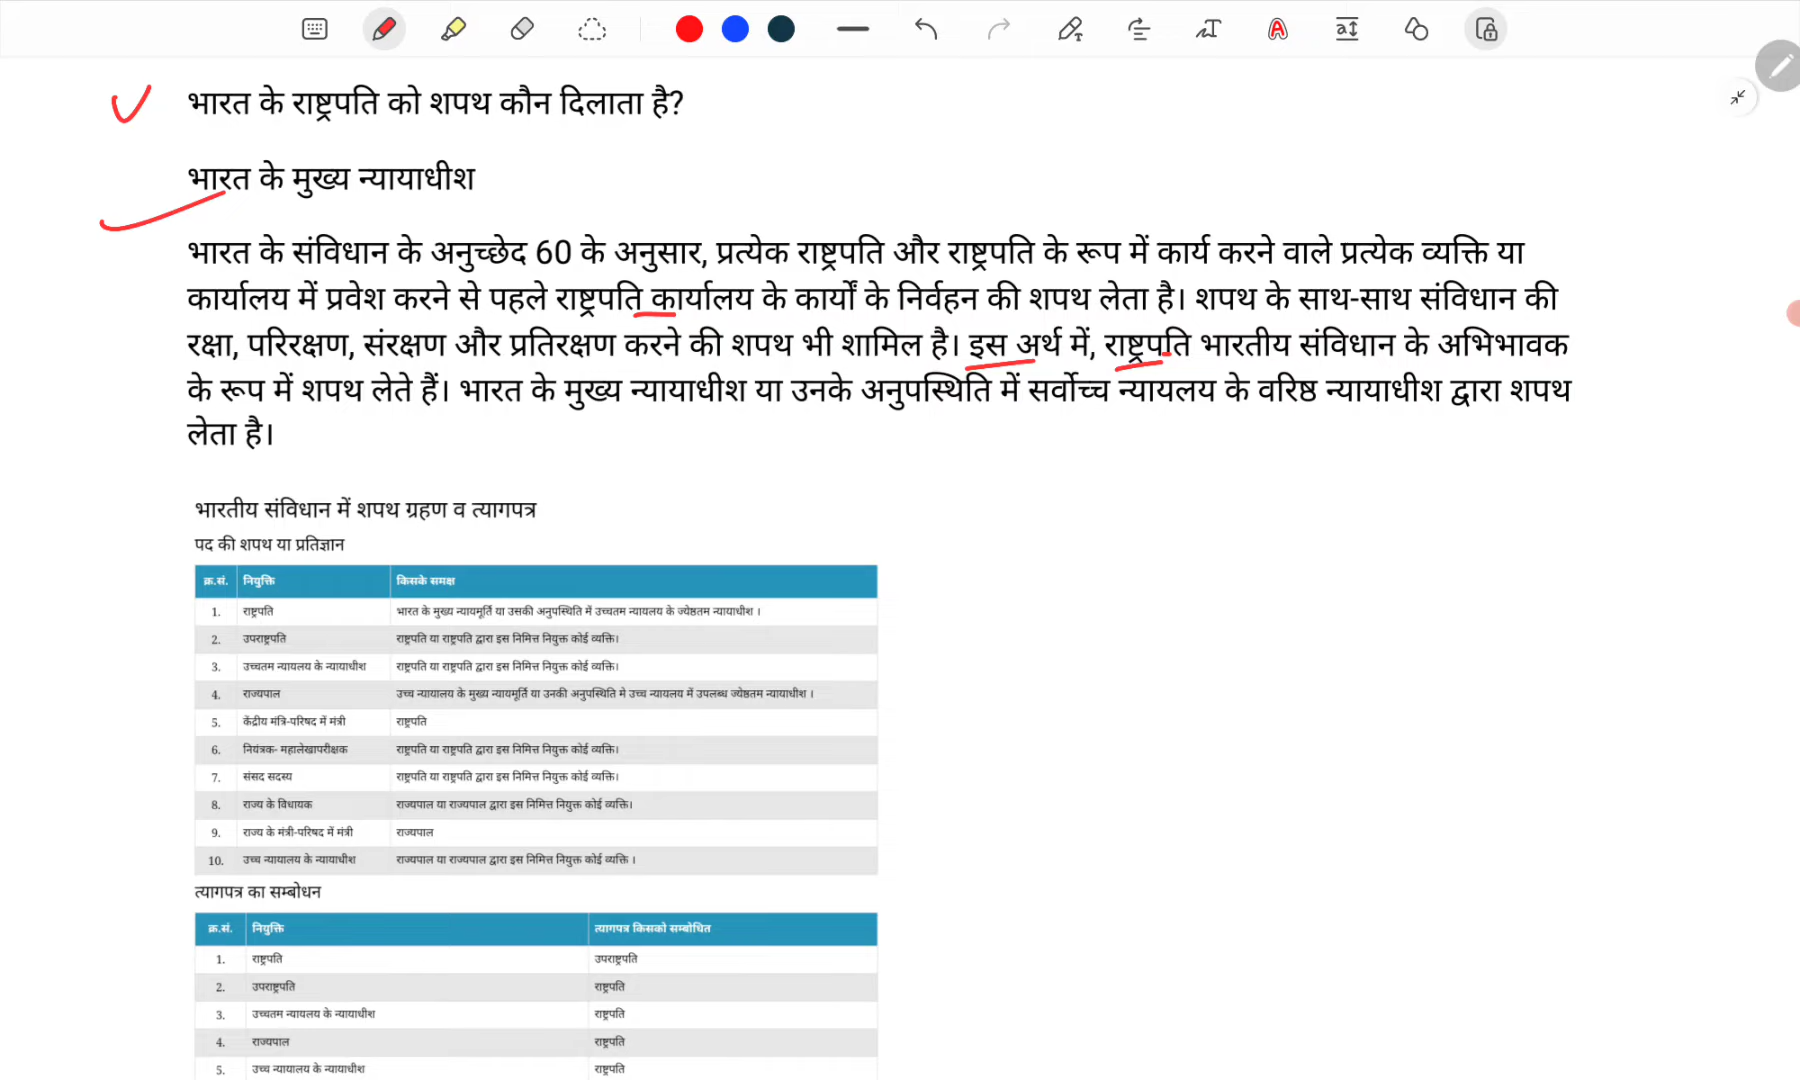 भारत के राष्ट्रपति को शपथ कौन दिलाता है?
भारत के मुख्य न्यायाधीश
भारत के संविधान के अनुच्छेद 60 के अनुसार, प्रत्येक राष्ट्रपति और राष्ट्रपति के रूप में कार्य करने वाले प्रत्येक व्यक्ति या
कार्यालय में प्रवेश करने से पहले राष्ट्रपति कार्यालय के कार्यों के निर्वहन की शपथ लेता है। शपथ के साथ-साथ संविधान की
रक्षा, परिरक्षण, संरक्षण और प्रतिरक्षण करने की शपथ भी शामिल है। इस अर्थ में, राष्ट्रपति भारतीय संविधान के अभिभावक
के रूप में शपथ लेते हैं। भारत के मुख्य न्यायाधीश या उनके अनुपस्थिति में सर्वोच्च न्यायलय के वरिष्ठ न्यायाधीश द्वारा शपथ
लेता है।
भारतीय संविधान में शपथ ग्रहण व त्यागपत्र
पद की शपथ या प्रतिज्ञान
क्र.सं. नियुक्ति किसके समक्ष
1. राष्ट्रपति भारत के मुख्य न्यायमूर्ति या उसकी अनुपस्थिति में उच्चतम न्यायलय के ज्येष्ठतम न्यायाधीश ।
2. उपराष्ट्रपति राष्ट्रपति या राष्ट्रपति द्वारा इस निमित्त नियुक्त कोई व्यक्ति।
3. उच्चतम न्यायलय के न्यायाधीश राष्ट्रपति या राष्ट्रपति द्वारा इस निमित्त नियुक्त कोई व्यक्ति।
4. राज्यपाल उच्च न्यायालय के मुख्य न्यायमूर्ति या उनकी अनुपस्थिति मे उच्च न्यायलय में उपलब्ध ज्येष्ठतम न्यायाधीश ।
5. केंद्रीय मंत्रि-परिषद में मंत्री राष्ट्रपति
6. नियंत्रक- महालेखापरीक्षक राष्ट्रपति या राष्ट्रपति द्वारा इस निमित्त नियुक्त कोई व्यक्ति।
7. संसद सदस्य राष्ट्रपति या राष्ट्रपति द्वारा इस निमित्त नियुक्त कोई व्यक्ति।
8. राज्य के विधायक राज्यपाल या राज्यपाल द्वारा इस निमित्त नियुक्त कोई व्यक्ति।
9. राज्य के मंत्री-परिषद में मंत्री राज्यपाल
10. उच्च न्यायालय के न्यायाधीश राज्यपाल या राज्यपाल द्वारा इस निमित्त नियुक्त कोई व्यक्ति ।
त्यागपत्र का सम्बोधन
क्र.सं. नियुक्ति त्यागपत्र किसको सम्बोधित
1. राष्ट्रपति उपराष्ट्रपति
2. उपराष्ट्रपति राष्ट्रपति
3. उच्चतम न्यायलय के न्यायाधीश राष्ट्रपति
4. राज्यपाल राष्ट्रपति
5. उच्च न्यायालय के न्यायाधीश राष्ट्रपति